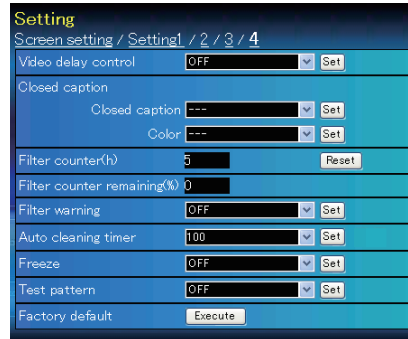 Setting
Screen setting / Setting1 / 2 / 3 / 4
Video delay control OFF Set
Closed caption
Closed caption --- Set
Color --- Set
Filter counter(h) 5 Reset
Filter counter remaining(%) 0
Filter warning OFF Set
Auto cleaning timer 100 Set
Freeze OFF Set
Test pattern OFF Set
Factory default Execute